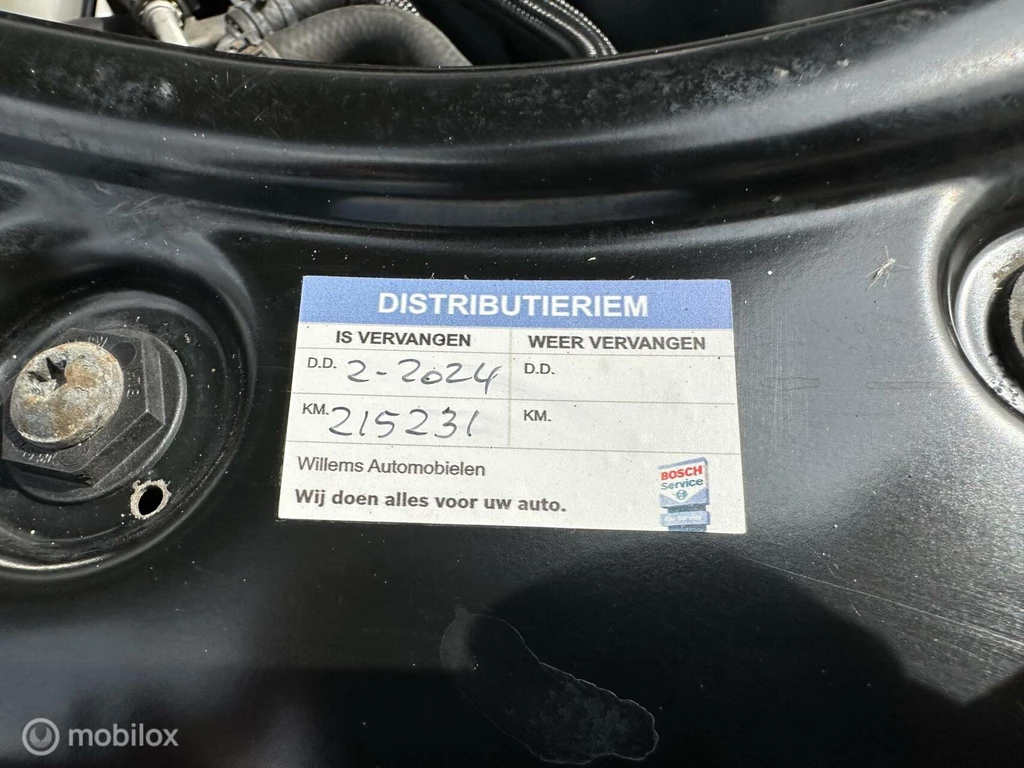 DISTRIBUTIERIEM
IS VERVANGEN
WEER VERVANGEN
D.D. 2-2024
D.D.
KM. 215231
KM.
Willems Automobielen
Wij doen alles voor uw auto.
BOSCH
Service
mobilox